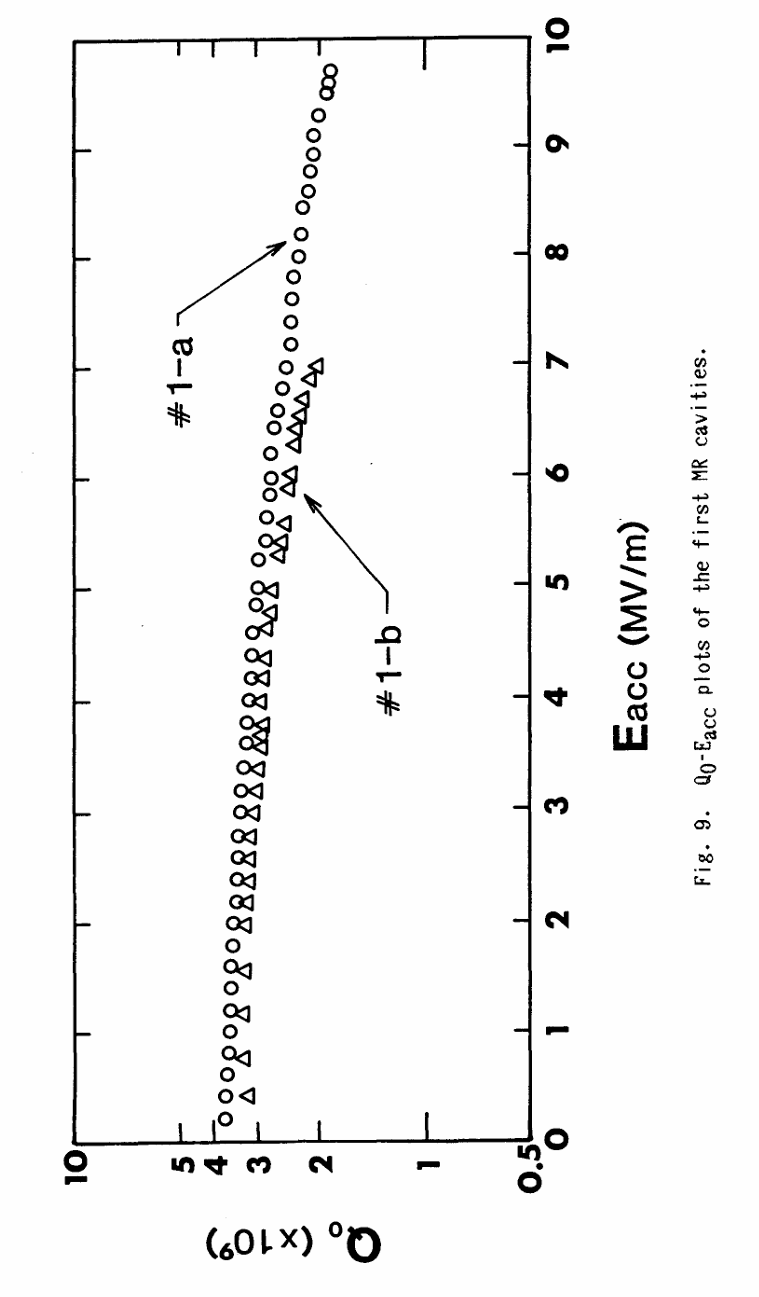 10
5
4
3
2
1
0.5
Q₀ (x10⁹)
#1-a
#1-b
0 1 2 3 4 5 6 7 8 9 10
Eacc (MV/m)
Fig. 9. Q₀-Eacc plots of the first MR cavities.